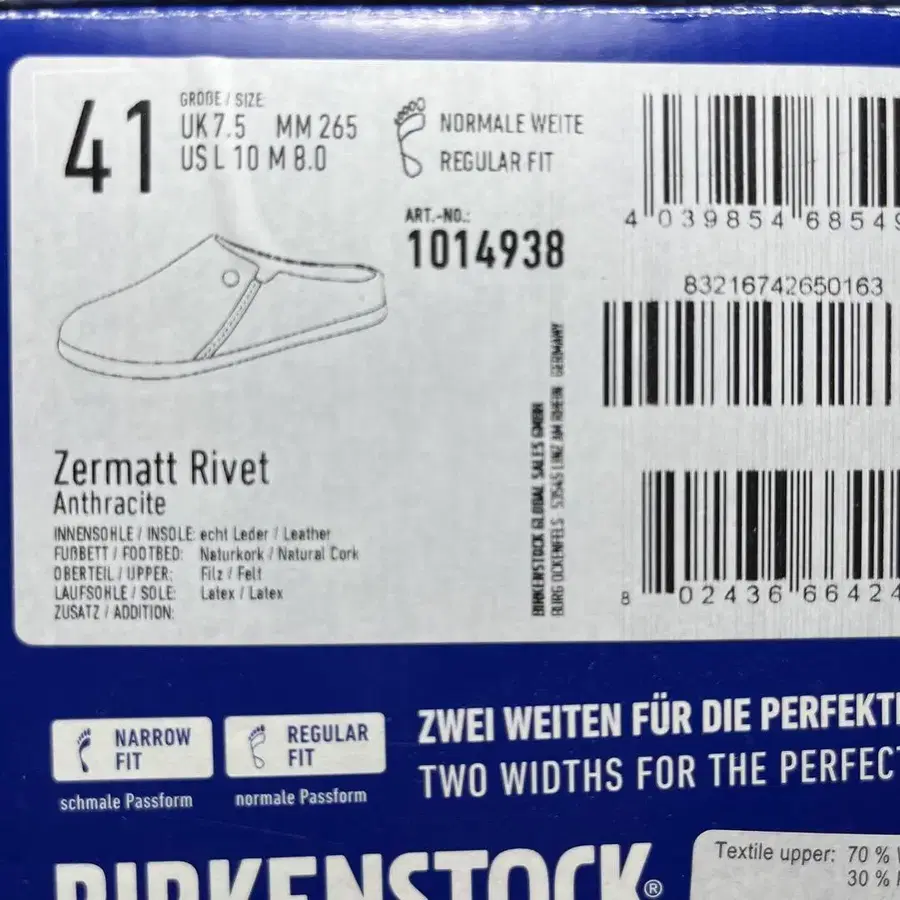 41
GRÖßE / SIZE
UK 7.5 MM 265
US L 10 M 8.0
NORMALE WEITE
REGULAR FIT
ART.-NO.:
1014938
4 039854 68549
83216742650163
8 02436 66424
Zermatt Rivet
Anthracite
INNENSOHLE / INSOLE: echt Leder / Leather
FUßBETT / FOOTBED: Naturkork / Natural Cork
OBERTEIL / UPPER: Filz / Felt
LAUFSOHLE / SOLE: Latex / Latex
ZUSATZ / ADDITION:
BIRKENSTOCK GLOBAL SALES GMBH
BURG OCKENFELS 53545 LINZ AM RHEIN GERMANY
NARROW
FIT
schmale Passform
REGULAR
FIT
normale Passform
ZWEI WEITEN FÜR DIE PERFEKT
TWO WIDTHS FOR THE PERFECT
BIRKENSTOCK®
Textile upper: 70 %
30 %